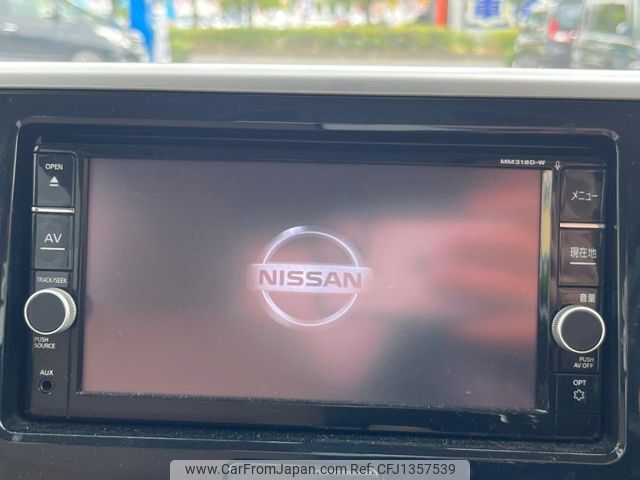 車
MM318D-W
OPEN
AV
TRACK/SEEK
PUSH
SOURCE
AUX
NISSAN
メニュー
現在地
音量
PUSH
AV OFF
OPT
www.CarFromJapan.com - CFJ1357539